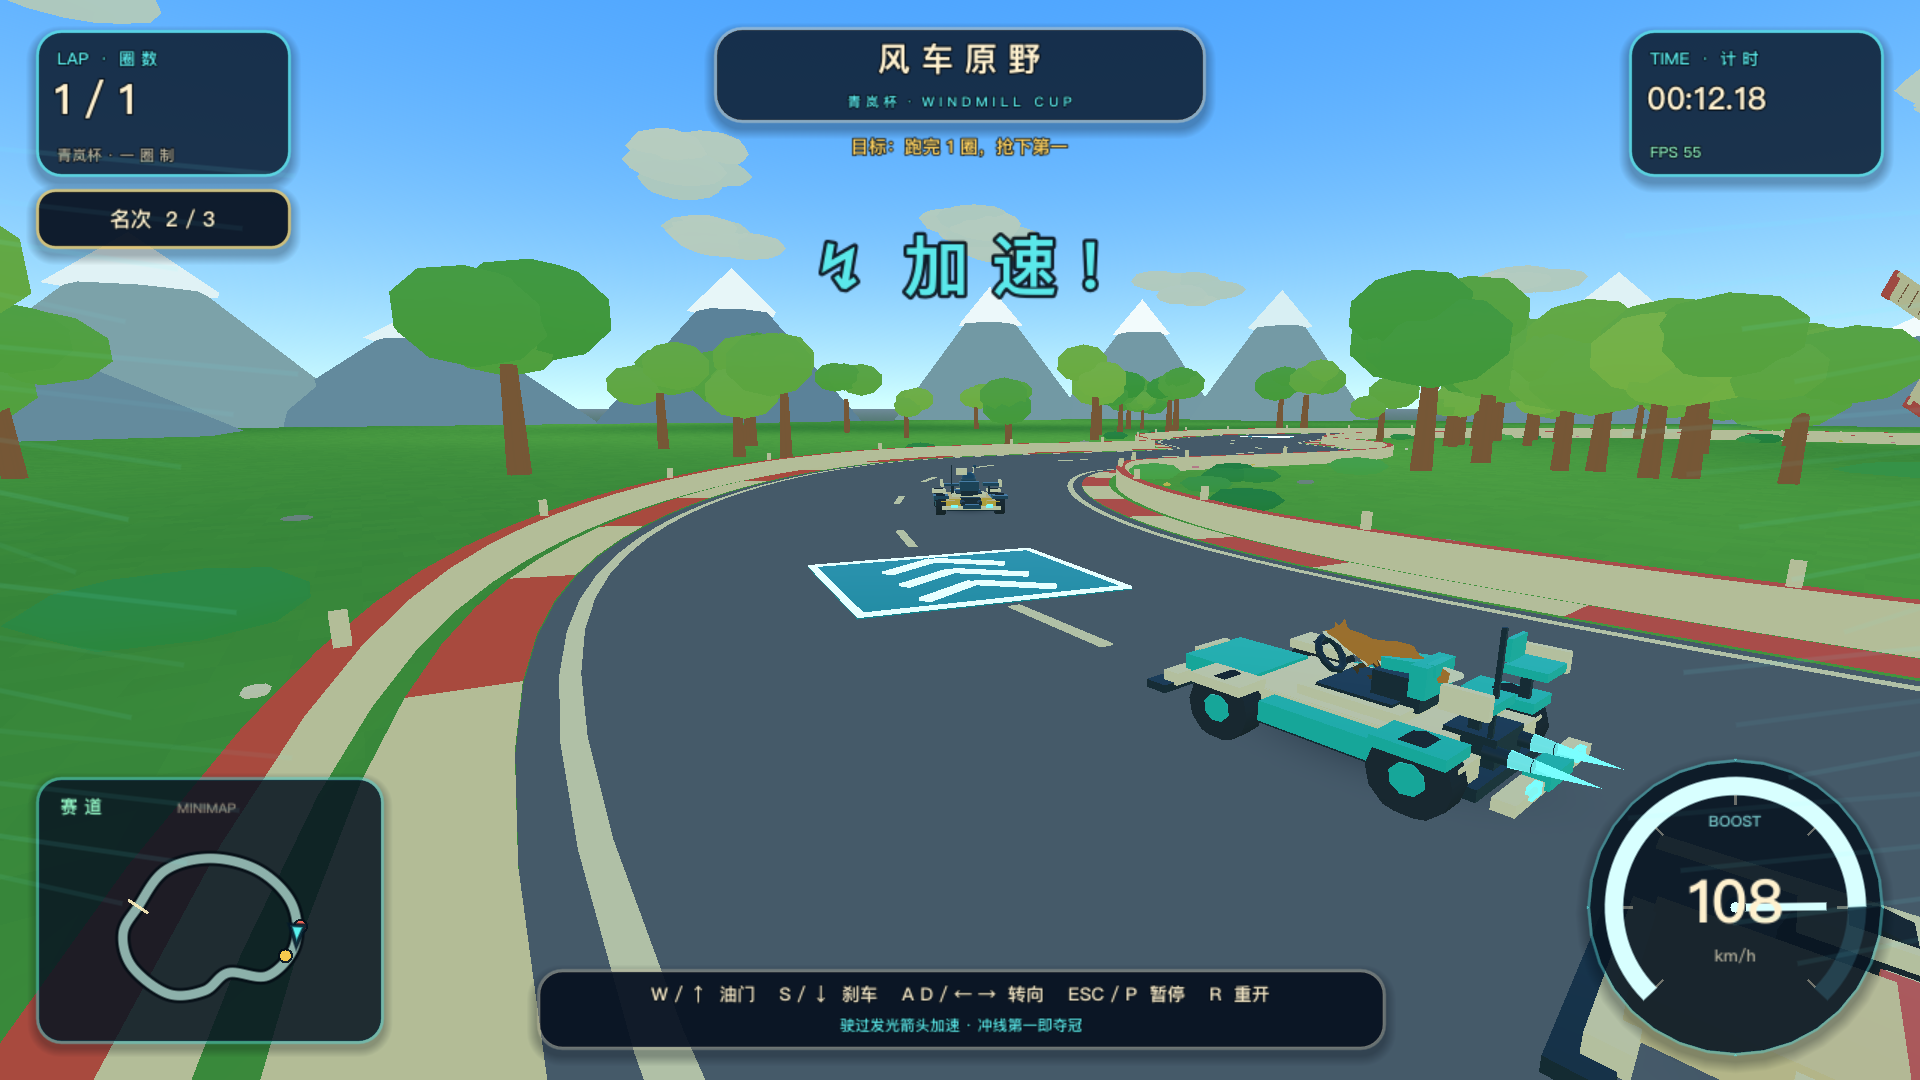 LAP · 圈数
1 / 1
青岚杯 · 一圈制
名次 2 / 3
风车原野
青岚杯 · WINDMILL CUP
目标：跑完 1 圈，抢下第一
↯ 加速！
TIME · 计时
00:12.18
FPS 55
赛道 MINIMAP
BOOST
108
km/h
W / ↑ 油门 S / ↓ 刹车 A D / ← → 转向 ESC / P 暂停 R 重开
驶过发光箭头加速 · 冲线第一即夺冠